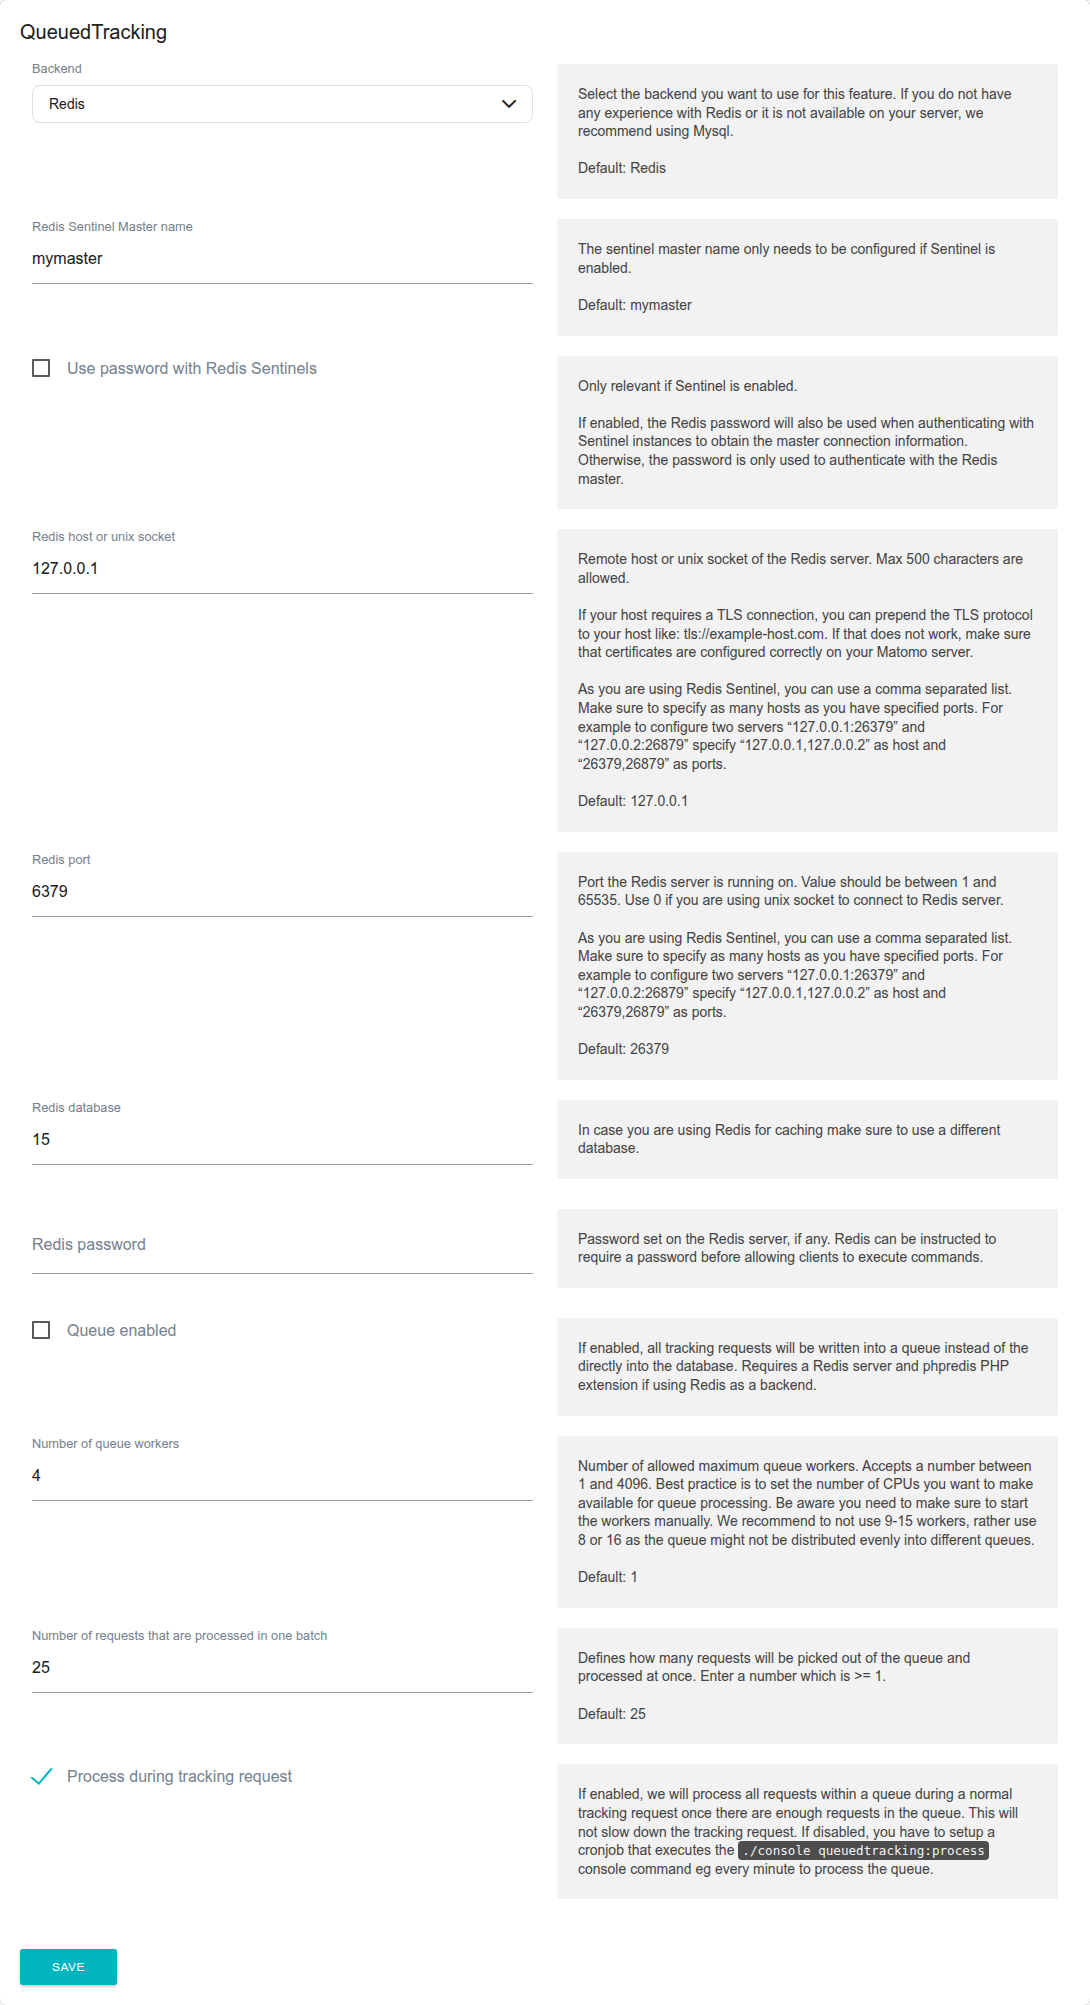 QueuedTracking
Backend
Redis
Select the backend you want to use for this feature. If you do not have
any experience with Redis or it is not available on your server, we
recommend using Mysql.
Default: Redis
Redis Sentinel Master name
mymaster
The sentinel master name only needs to be configured if Sentinel is
enabled.
Default: mymaster
Use password with Redis Sentinels
Only relevant if Sentinel is enabled.
If enabled, the Redis password will also be used when authenticating with
Sentinel instances to obtain the master connection information.
Otherwise, the password is only used to authenticate with the Redis
master.
Redis host or unix socket
127.0.0.1
Remote host or unix socket of the Redis server. Max 500 characters are
allowed.
If your host requires a TLS connection, you can prepend the TLS protocol
to your host like: tls://example-host.com. If that does not work, make sure
that certificates are configured correctly on your Matomo server.
As you are using Redis Sentinel, you can use a comma separated list.
Make sure to specify as many hosts as you have specified ports. For
example to configure two servers “127.0.0.1:26379” and
“127.0.0.2:26879” specify “127.0.0.1,127.0.0.2” as host and
“26379,26879” as ports.
Default: 127.0.0.1
Redis port
6379
Port the Redis server is running on. Value should be between 1 and
65535. Use 0 if you are using unix socket to connect to Redis server.
As you are using Redis Sentinel, you can use a comma separated list.
Make sure to specify as many hosts as you have specified ports. For
example to configure two servers “127.0.0.1:26379” and
“127.0.0.2:26879” specify “127.0.0.1,127.0.0.2” as host and
“26379,26879” as ports.
Default: 26379
Redis database
15
In case you are using Redis for caching make sure to use a different
database.
Redis password
Password set on the Redis server, if any. Redis can be instructed to
require a password before allowing clients to execute commands.
Queue enabled
If enabled, all tracking requests will be written into a queue instead of the
directly into the database. Requires a Redis server and phpredis PHP
extension if using Redis as a backend.
Number of queue workers
4
Number of allowed maximum queue workers. Accepts a number between
1 and 4096. Best practice is to set the number of CPUs you want to make
available for queue processing. Be aware you need to make sure to start
the workers manually. We recommend to not use 9-15 workers, rather use
8 or 16 as the queue might not be distributed evenly into different queues.
Default: 1
Number of requests that are processed in one batch
25
Defines how many requests will be picked out of the queue and
processed at once. Enter a number which is >= 1.
Default: 25
Process during tracking request
If enabled, we will process all requests within a queue during a normal
tracking request once there are enough requests in the queue. This will
not slow down the tracking request. If disabled, you have to setup a
cronjob that executes the ./console queuedtracking:process
console command eg every minute to process the queue.
SAVE